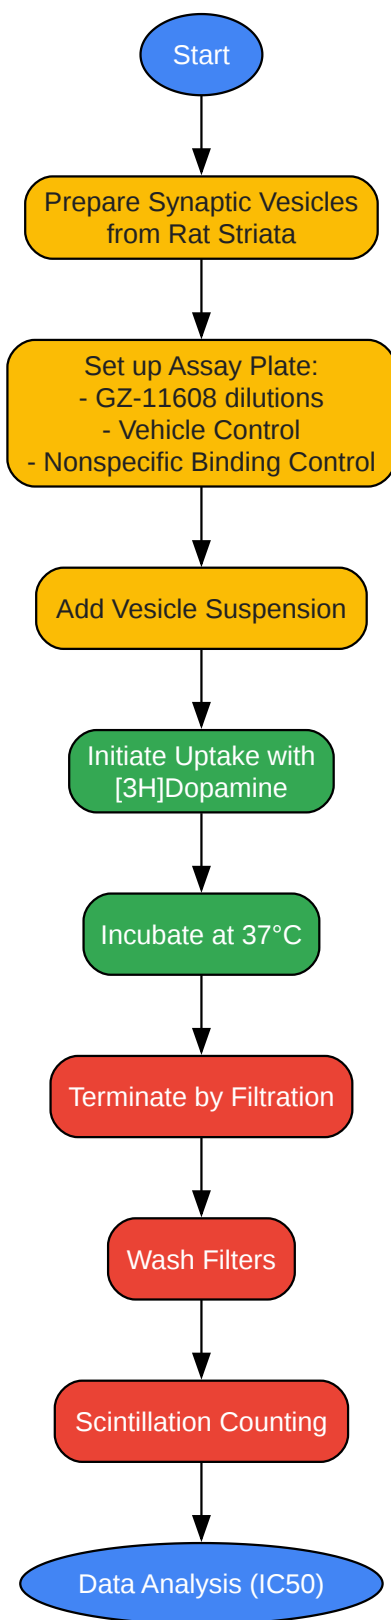 Start
Prepare Synaptic Vesicles
from Rat Striata
Set up Assay Plate:
- GZ-11608 dilutions
- Vehicle Control
- Nonspecific Binding Control
Add Vesicle Suspension
Initiate Uptake with
[3H]Dopamine
Incubate at 37°C
Terminate by Filtration
Wash Filters
Scintillation Counting
Data Analysis (IC50)